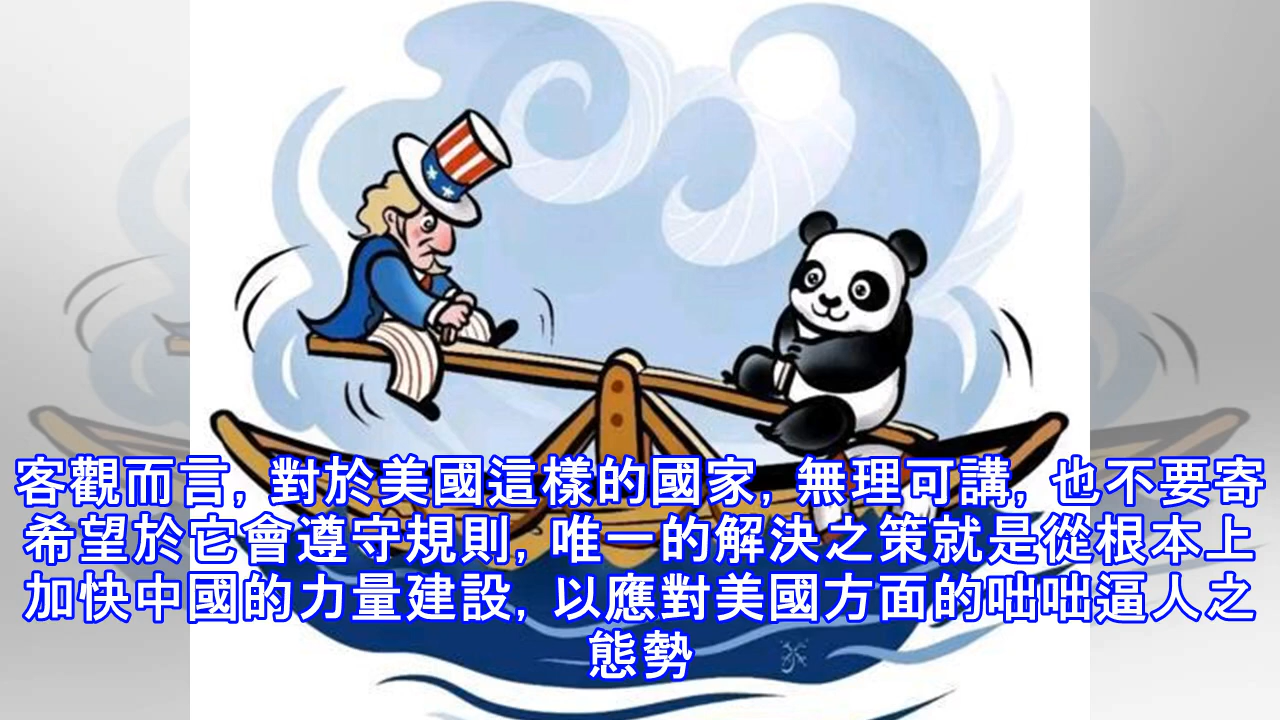 客觀而言, 對於美國這樣的國家, 無理可講, 也不要寄
希望於它會遵守規則, 唯一的解決之策就是從根本上
加快中國的力量建設, 以應對美國方面的咄咄逼人之
態勢